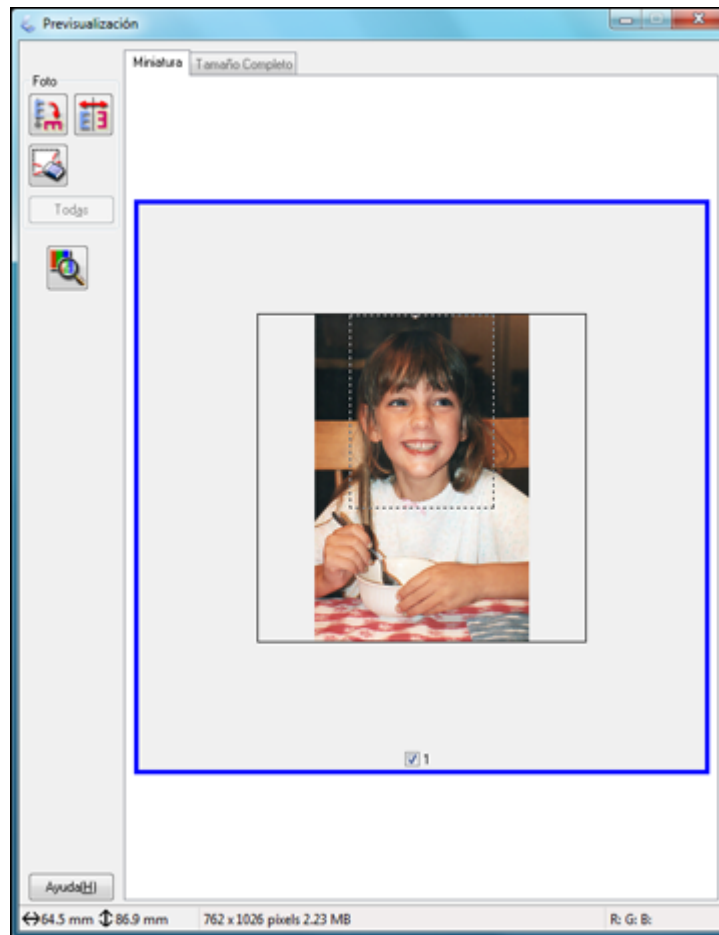 Previsualización
Miniatura
Tamaño Completo
Foto
Todas
1
Ayuda(H)
64.5 mm 86.9 mm 762 x 1026 pixels 2.23 MB R: G: B: